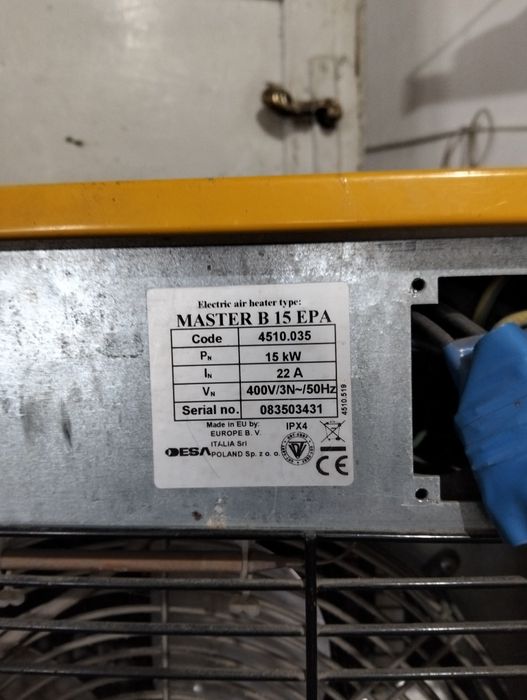 Electric air heater type:
MASTER B 15 EPA
Code 4510.035
PN 15 kW
IN 22 A
VN 400V/3N~/50Hz
Serial no. 083503431
4510.519
Made in EU by: IPX4
EUROPE B. V.
ITALIA Srl
DESA POLAND Sp. z o. o.
CE